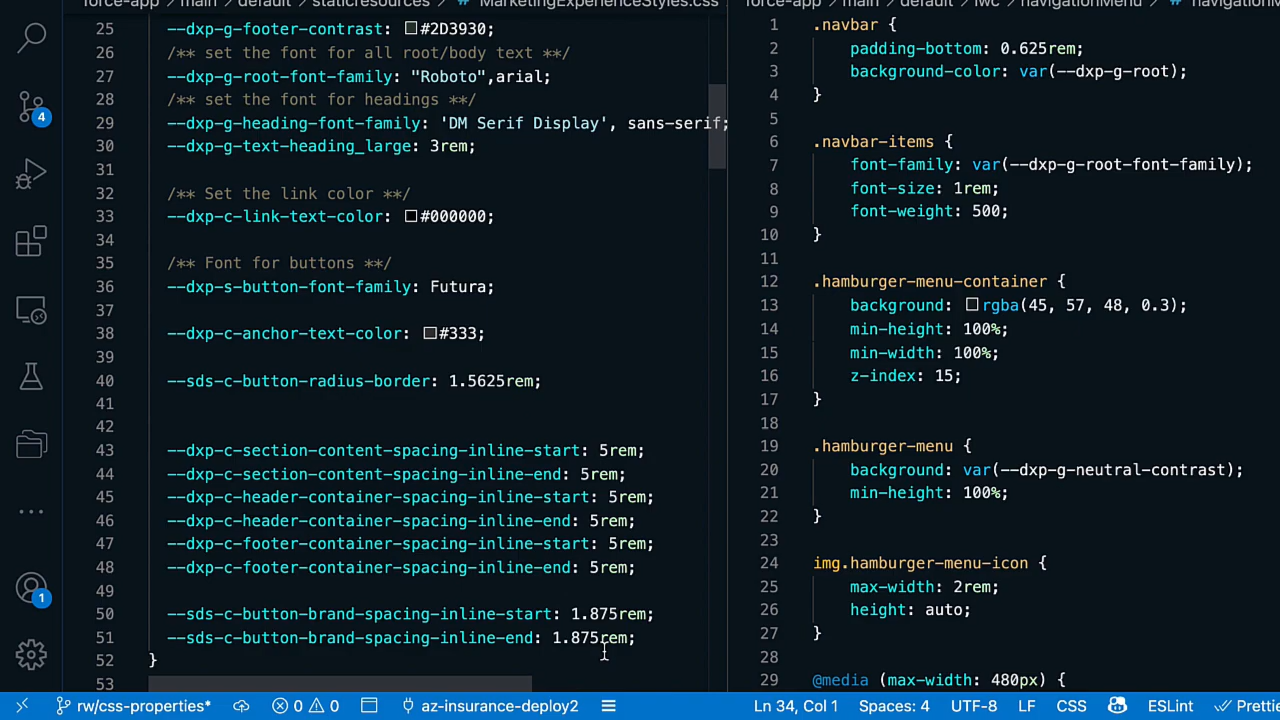 force-app › main › default › staticresources › MarketingExperienceStyles.css
25 --dxp-g-footer-contrast: #2D3930;
26 /** set the font for all root/body text **/
27 --dxp-g-root-font-family: "Roboto",arial;
28 /** set the font for headings **/
29 --dxp-g-heading-font-family: 'DM Serif Display', sans-serif;
30 --dxp-g-text-heading_large: 3rem;
31
32 /** Set the link color **/
33 --dxp-c-link-text-color: #000000;
34
35 /** Font for buttons **/
36 --dxp-s-button-font-family: Futura;
37
38 --dxp-c-anchor-text-color: #333;
39
40 --sds-c-button-radius-border: 1.5625rem;
41
42
43 --dxp-c-section-content-spacing-inline-start: 5rem;
44 --dxp-c-section-content-spacing-inline-end: 5rem;
45 --dxp-c-header-container-spacing-inline-start: 5rem;
46 --dxp-c-header-container-spacing-inline-end: 5rem;
47 --dxp-c-footer-container-spacing-inline-start: 5rem;
48 --dxp-c-footer-container-spacing-inline-end: 5rem;
49
50 --sds-c-button-brand-spacing-inline-start: 1.875rem;
51 --sds-c-button-brand-spacing-inline-end: 1.875rem;
52 }
53
force-app › main › default › lwc › navigationMenu ›
1 .navbar {
2 padding-bottom: 0.625rem;
3 background-color: var(--dxp-g-root);
4 }
5
6 .navbar-items {
7 font-family: var(--dxp-g-root-font-family);
8 font-size: 1rem;
9 font-weight: 500;
10 }
11
12 .hamburger-menu-container {
13 background: rgba(45, 57, 48, 0.3);
14 min-height: 100%;
15 min-width: 100%;
16 z-index: 15;
17 }
18
19 .hamburger-menu {
20 background: var(--dxp-g-neutral-contrast);
21 min-height: 100%;
22 }
23
24 img.hamburger-menu-icon {
25 max-width: 2rem;
26 height: auto;
27 }
28
29 @media (max-width: 480px) {
4
1
rw/css-properties* 0 0 az-insurance-deploy2 Ln 34, Col 1 Spaces: 4 UTF-8 LF CSS ESLint Prettie